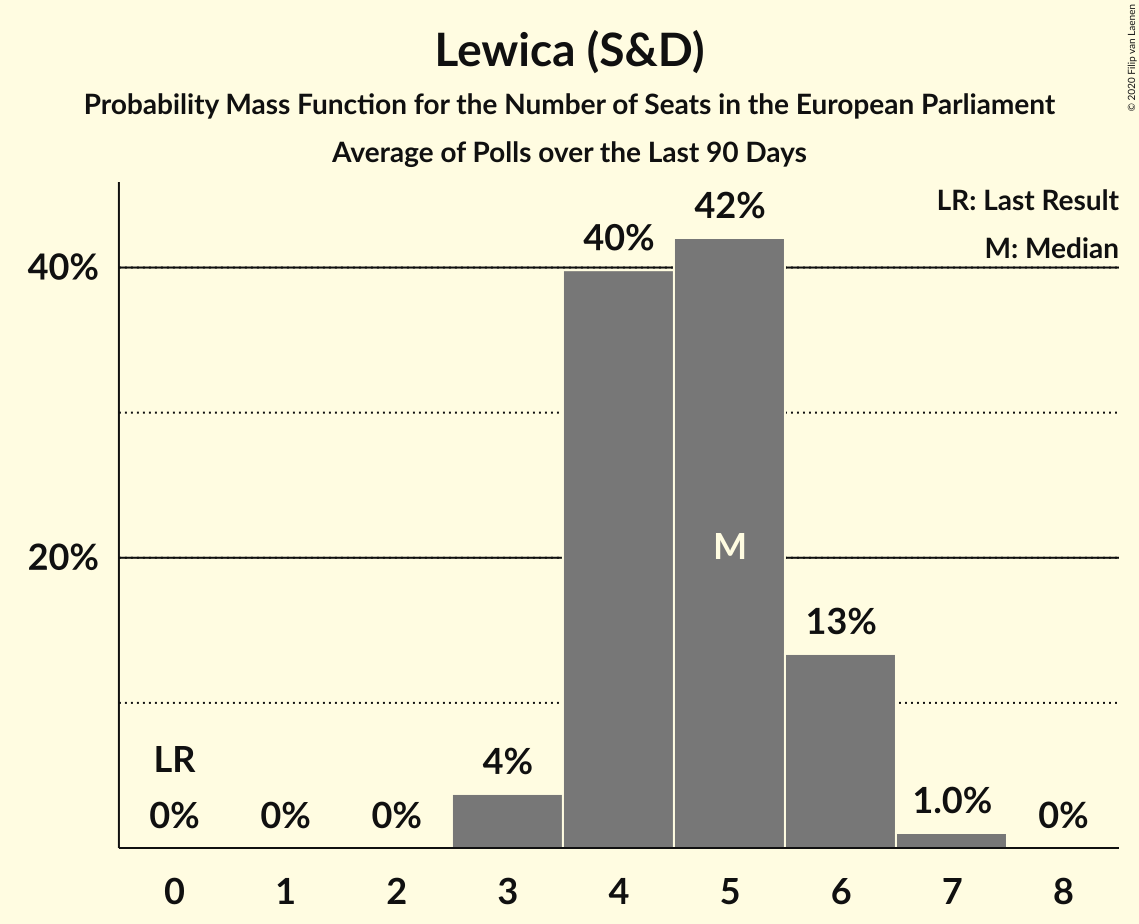 Lewica (S&D)
Probability Mass Function for the Number of Seats in the European Parliament
Average of Polls over the Last 90 Days
© 2020 Filip van Laenen
LR: Last Result
M: Median
40%
20%
LR
0%
0%
0%
4%
40%
42%
M
13%
1.0%
0%
0 1 2 3 4 5 6 7 8